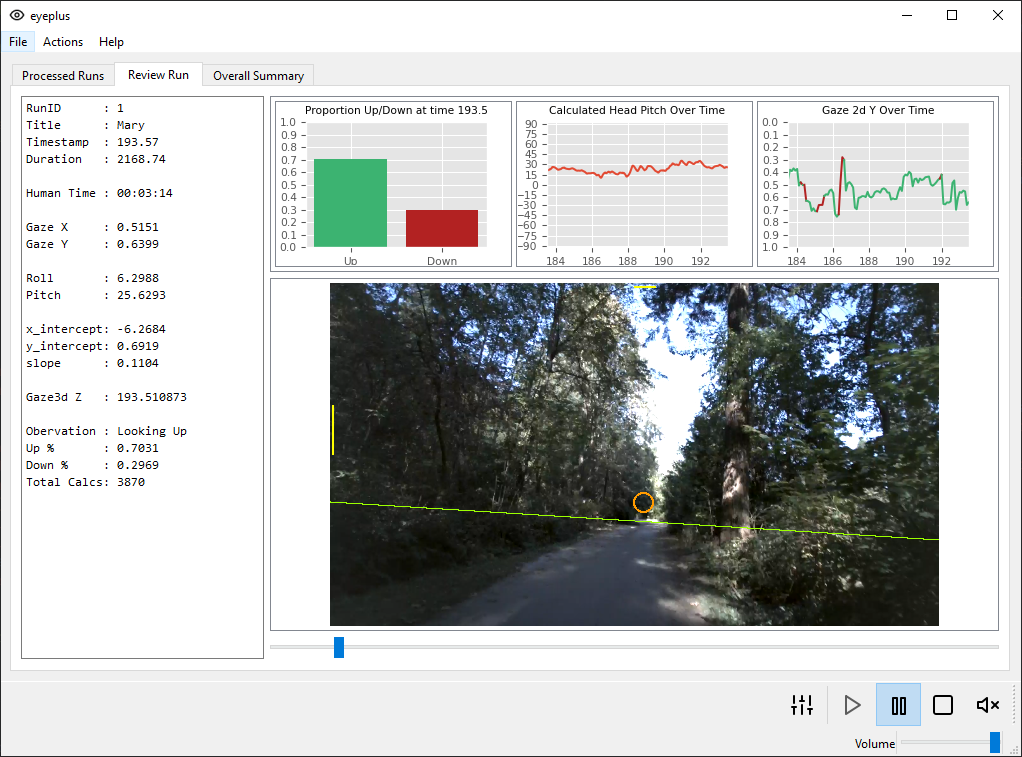 eyeplus
File Actions Help
Processed Runs Review Run Overall Summary
RunID : 1
Title : Mary
Timestamp : 193.57
Duration : 2168.74
Human Time : 00:03:14
Gaze X : 0.5151
Gaze Y : 0.6399
Roll : 6.2988
Pitch : 25.6293
x_intercept: -6.2684
y_intercept: 0.6919
slope : 0.1104
Gaze3d Z : 193.510873
Obervation : Looking Up
Up % : 0.7031
Down % : 0.2969
Total Calcs: 3870
Proportion Up/Down at time 193.5
1.0
0.9
0.8
0.7
0.6
0.5
0.4
0.3
0.2
0.1
0.0
Up Down
Calculated Head Pitch Over Time
90
75
60
45
30
15
0
−15
−30
−45
−60
−75
−90
184 186 188 190 192
Gaze 2d Y Over Time
0.0
0.1
0.2
0.3
0.4
0.5
0.6
0.7
0.8
0.9
1.0
184 186 188 190 192
Volume